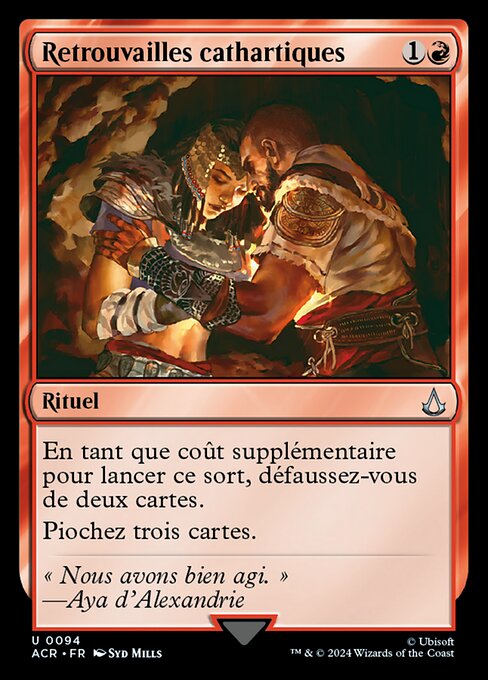 Retrouvailles cathartiques 1
Rituel
En tant que coût supplémentaire
pour lancer ce sort, défaussez-vous
de deux cartes.
Piochez trois cartes.
« Nous avons bien agi. »
—Aya d’Alexandrie
U 0094
ACR • FR Syd Mills
© Ubisoft
™ & © 2024 Wizards of the Coast